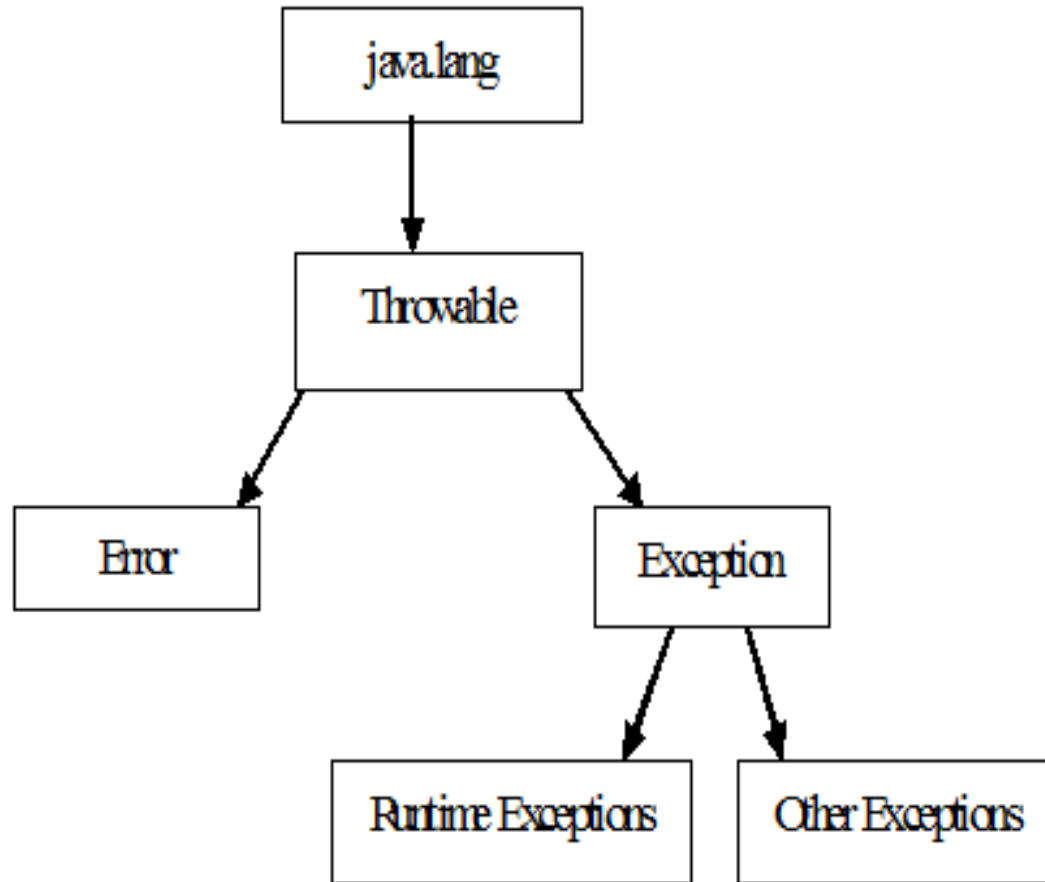 java.lang
Throwable
Error
Exception
Runtime Exceptions
Other Exceptions